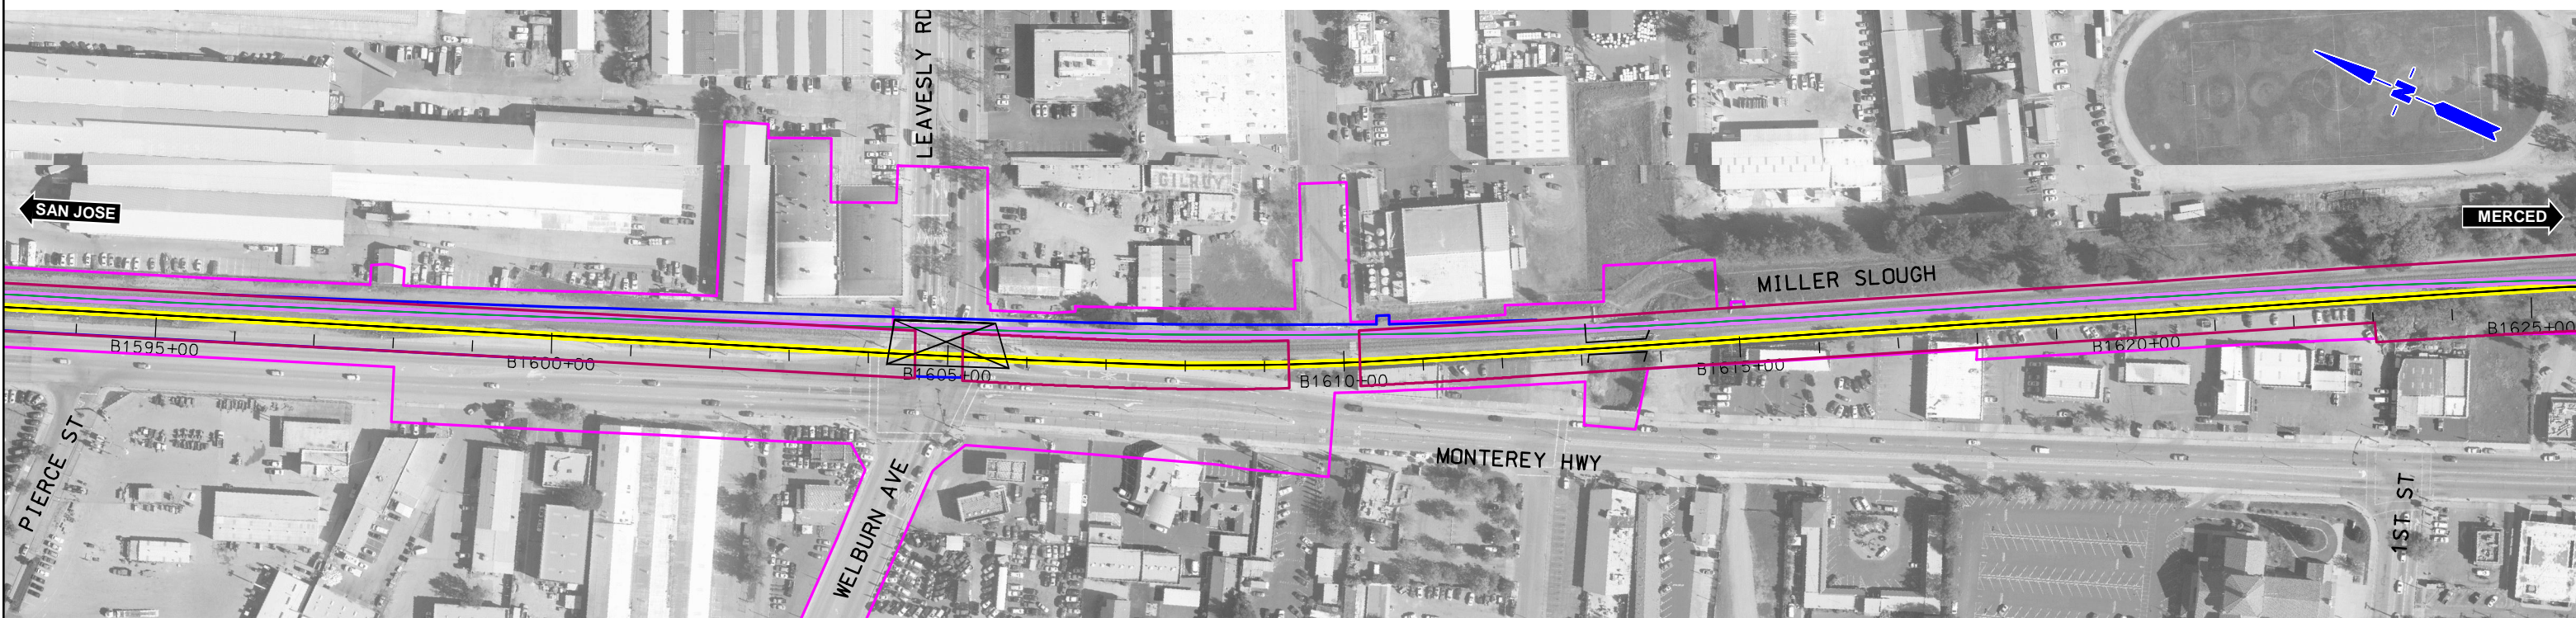 LEAVESLY RD
N
GILROY
SAN JOSE
MERCED
MILLER SLOUGH
B1595+00
B1600+00
B1605+00
B1610+00
B1615+00
B1620+00
B1625+00
PIERCE ST
WELBURN AVE
MONTEREY HWY
1ST ST